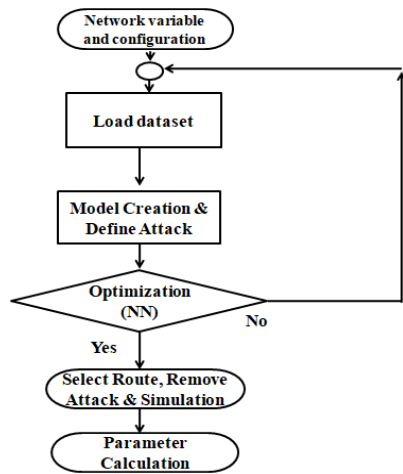 Network variable
and configuration
Load dataset
Model Creation &
Define Attack
Optimization
(NN)
No
Yes
Select Route, Remove
Attack & Simulation
Parameter
Calculation